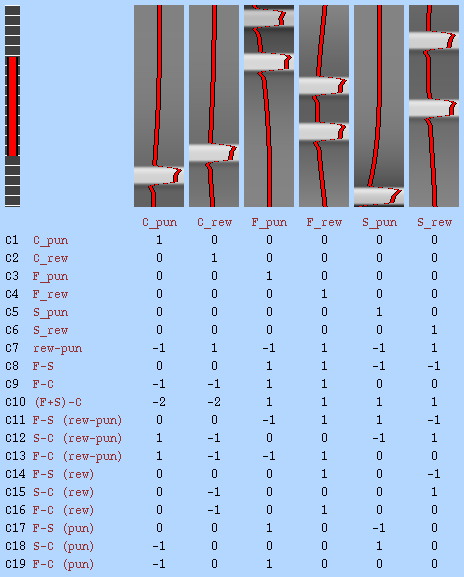 C_pun C_rew F_pun F_rew S_pun S_rew
C1 C_pun 1 0 0 0 0 0
C2 C_rew 0 1 0 0 0 0
C3 F_pun 0 0 1 0 0 0
C4 F_rew 0 0 0 1 0 0
C5 S_pun 0 0 0 0 1 0
C6 S_rew 0 0 0 0 0 1
C7 rew-pun -1 1 -1 1 -1 1
C8 F-S 0 0 1 1 -1 -1
C9 F-C -1 -1 1 1 0 0
C10 (F+S)-C -2 -2 1 1 1 1
C11 F-S (rew-pun) 0 0 -1 1 1 -1
C12 S-C (rew-pun) 1 -1 0 0 -1 1
C13 F-C (rew-pun) 1 -1 -1 1 0 0
C14 F-S (rew) 0 0 0 1 0 -1
C15 S-C (rew) 0 -1 0 0 0 1
C16 F-C (rew) 0 -1 0 1 0 0
C17 F-S (pun) 0 0 1 0 -1 0
C18 S-C (pun) -1 0 0 0 1 0
C19 F-C (pun) -1 0 1 0 0 0